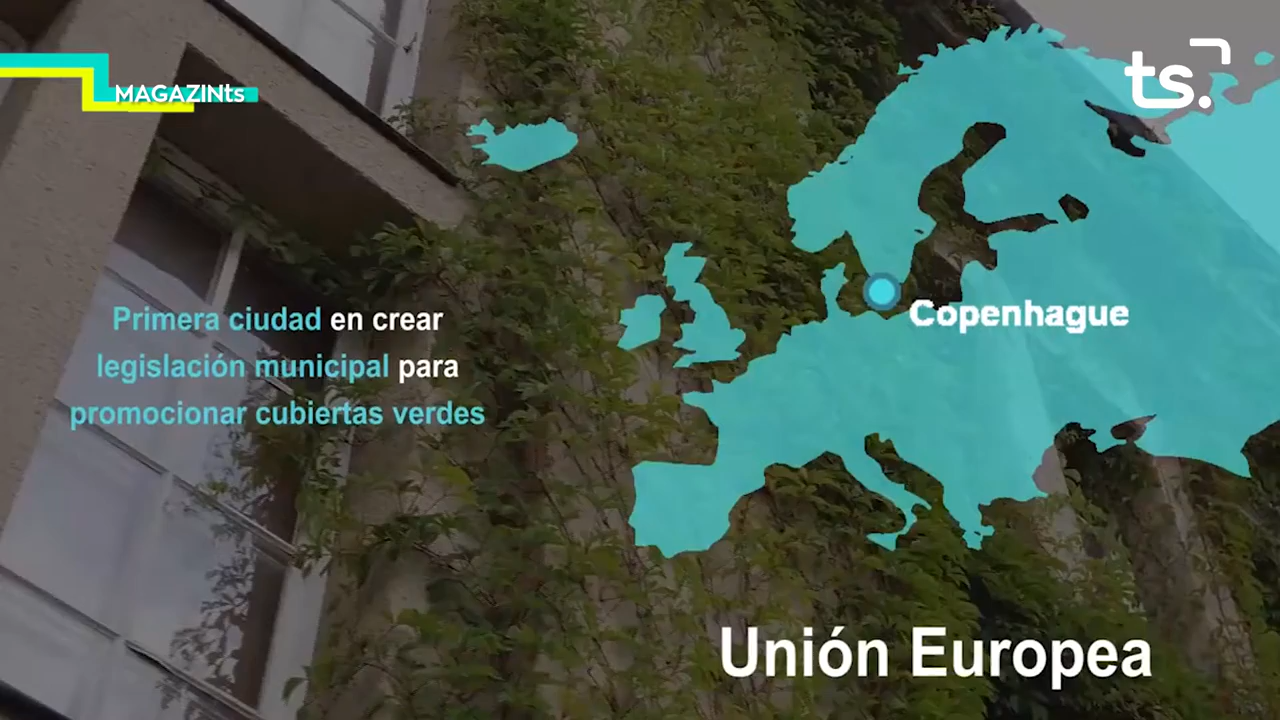 MAGAZINts
ts.
Primera ciudad en crear
legislación municipal para
promocionar cubiertas verdes
Copenhague
Unión Europea